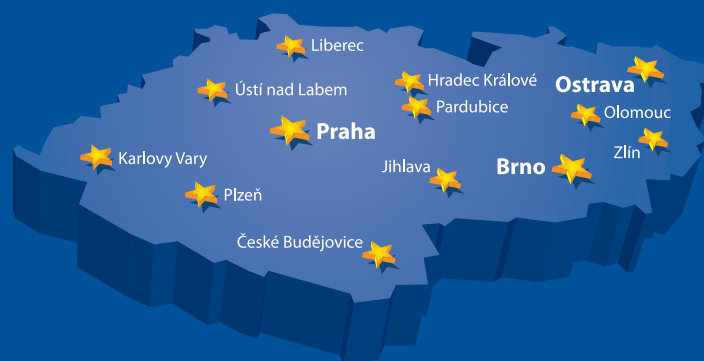 Liberec
Ústí nad Labem
Hradec Králové
Ostrava
Pardubice
Olomouc
Praha
Karlovy Vary
Jihlava
Brno
Zlín
Plzeň
České Budějovice